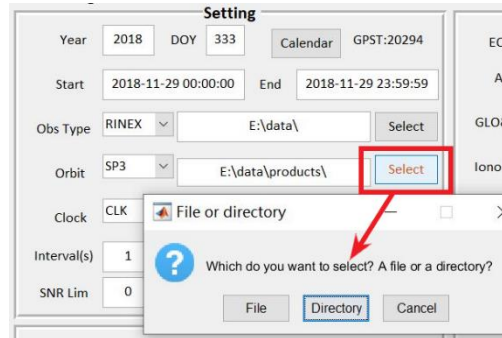 Setting
Year 2018 DOY 333 Calendar GPST:20294
Start 2018-11-29 00:00:00 End 2018-11-29 23:59:59
Obs Type RINEX E:\data\ Select
Orbit SP3 E:\data\products\ Select
Clock CLK
Interval(s) 1
SNR Lim 0
File or directory
Which do you want to select? A file or a directory?
File Directory Cancel
EC
A
GLO
Iono